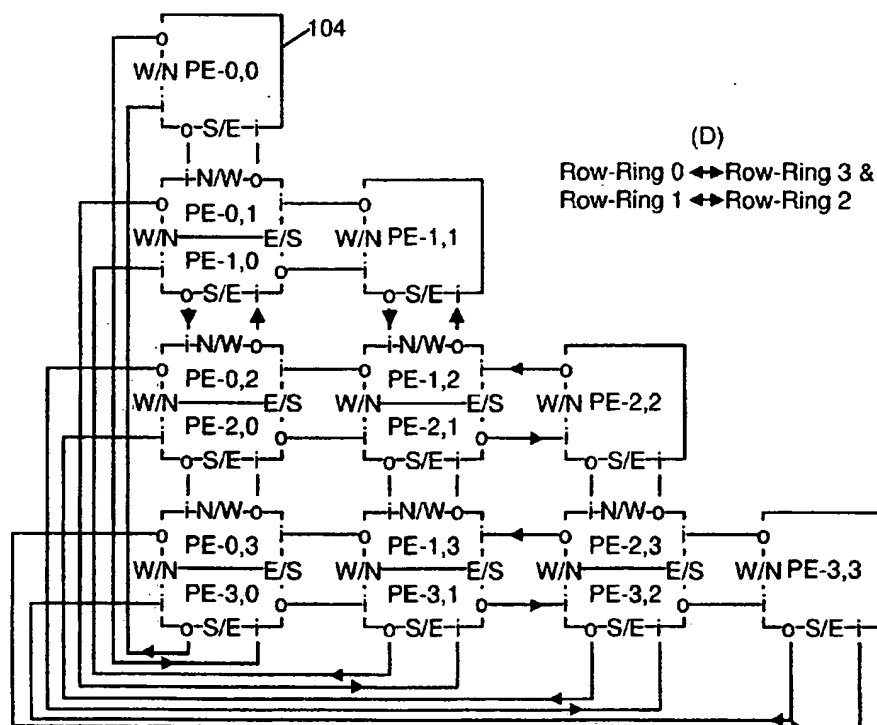 104
o
W/N PE-0,0
i
o S/E i
(D)
Row-Ring 0 ↔ Row-Ring 3 &
Row-Ring 1 ↔ Row-Ring 2
i N/W o
o PE-0,1 i o
W/N E/S W/N PE-1,1
i PE-1,0 o i
o S/E i o S/E i
i N/W o i N/W o
o PE-0,2 i o PE-1,2 i o
W/N E/S W/N E/S W/N PE-2,2
i PE-2,0 o i PE-2,1 o i
o S/E i o S/E i o S/E i
i N/W o i N/W o i N/W o
o PE-0,3 i o PE-1,3 i o PE-2,3 i o
W/N E/S W/N E/S W/N E/S W/N PE-3,3
i PE-3,0 o i PE-3,1 o i PE-3,2 o i
o S/E i o S/E i o S/E i o S/E i